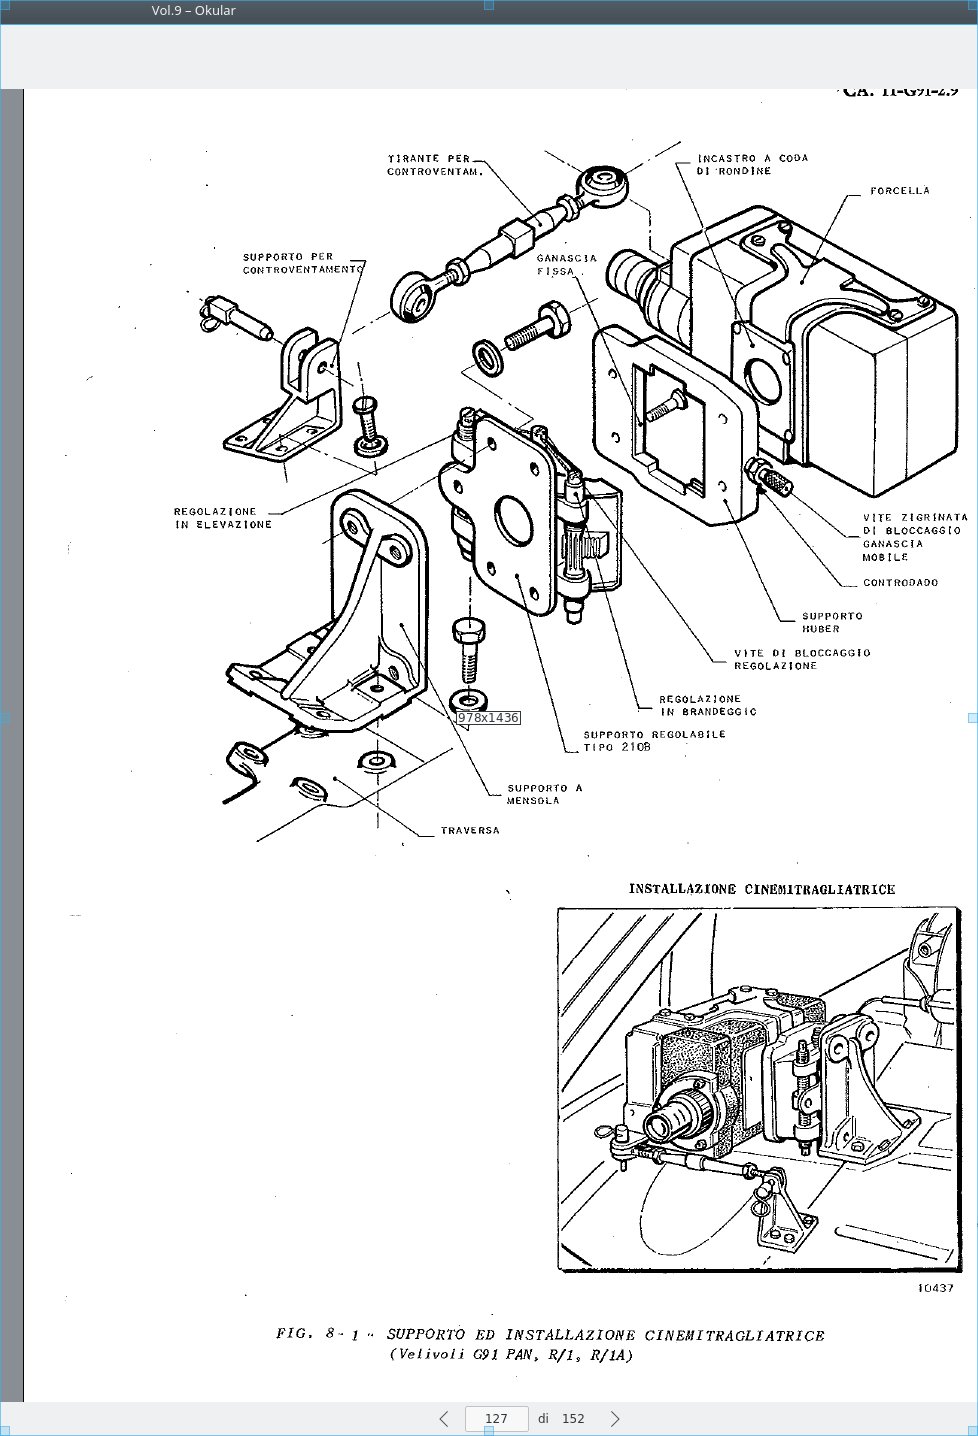 Vol.9 – Okular
CA. 11-G91-2.9
TIRANTE PER
CONTROVENTAM.
INCASTRO A CODA
DI RONDINE
FORCELLA
SUPPORTO PER
CONTROVENTAMENTO
GANASCIA
FISSA
REGOLAZIONE
IN ELEVAZIONE
VITE ZIGRINATA
DI BLOCCAGGIO
GANASCIA
MOBILE
CONTRODADO
SUPPORTO
HUBER
VITE DI BLOCCAGGIO
REGOLAZIONE
REGOLAZIONE
IN BRANDEGGIO
978x1436
SUPPORTO REGOLABILE
TIPO 210B
SUPPORTO A
MENSOLA
TRAVERSA
INSTALLAZIONE CINEMITRAGLIATRICE
10437
FIG. 8-1 - SUPPORTO ED INSTALLAZIONE CINEMITRAGLIATRICE
(Velivoli G91 PAN, R/1, R/1A)
127 di 152